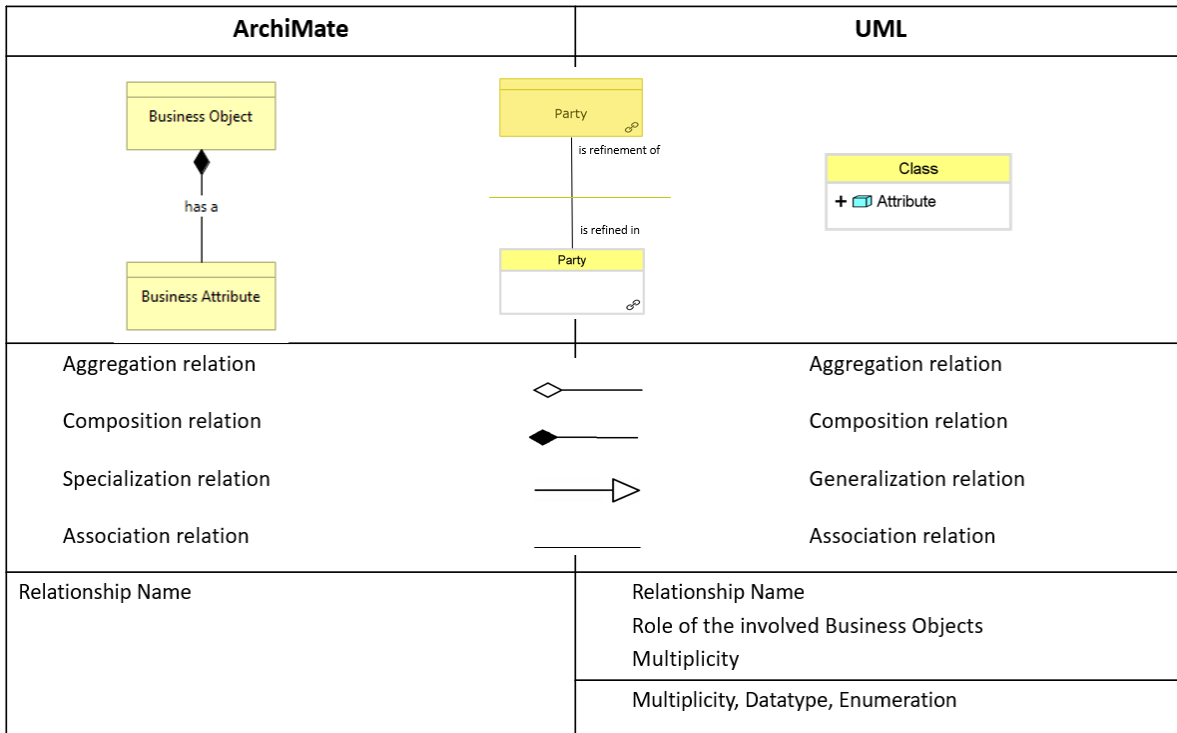 ArchiMate
UML
Business Object
has a
Business Attribute
Party
is refinement of
is refined in
Party
Class
+ Attribute
Aggregation relation
Aggregation relation
Composition relation
Composition relation
Specialization relation
Generalization relation
Association relation
Association relation
Relationship Name
Relationship Name
Role of the involved Business Objects
Multiplicity
Multiplicity, Datatype, Enumeration